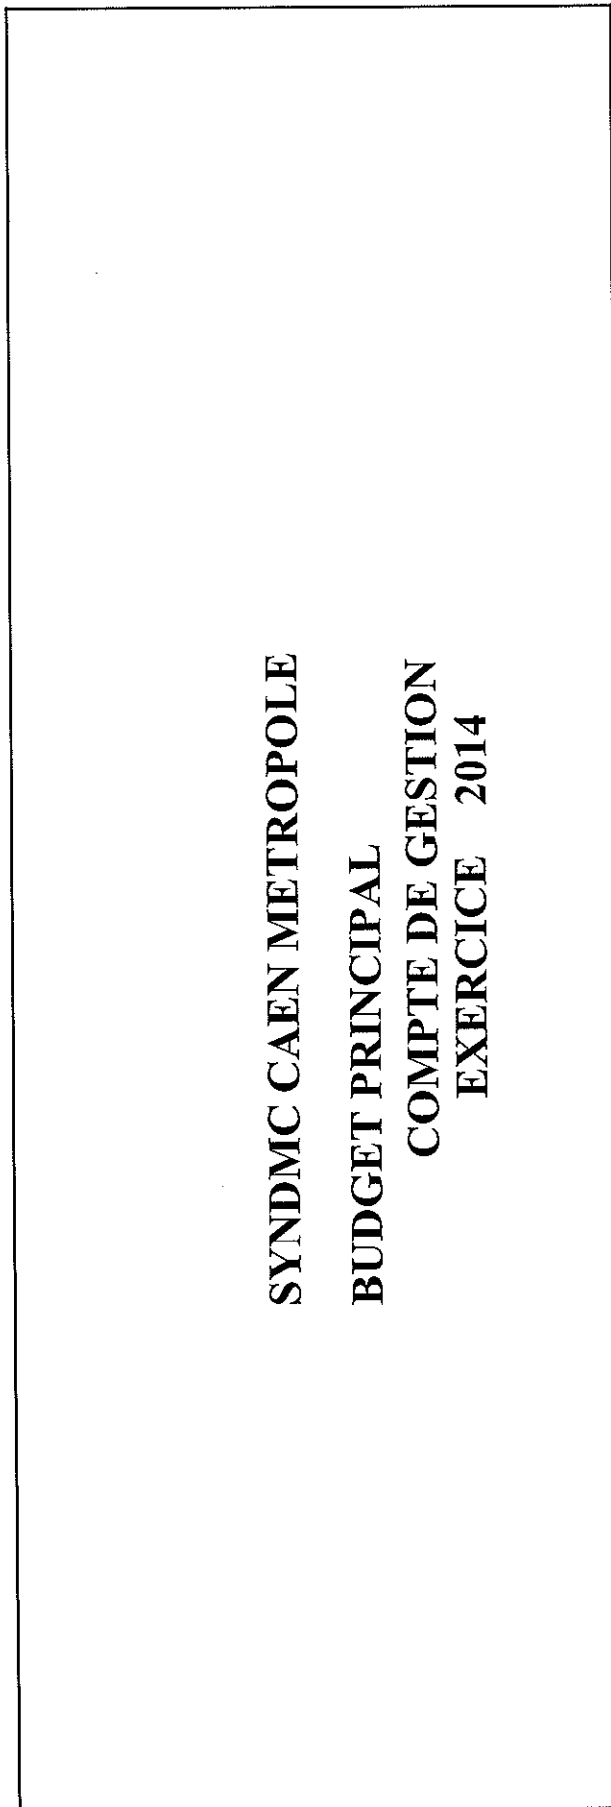 SYNDMC CAEN METROPOLE
BUDGET PRINCIPAL
COMPTE DE GESTION
EXERCICE 2014